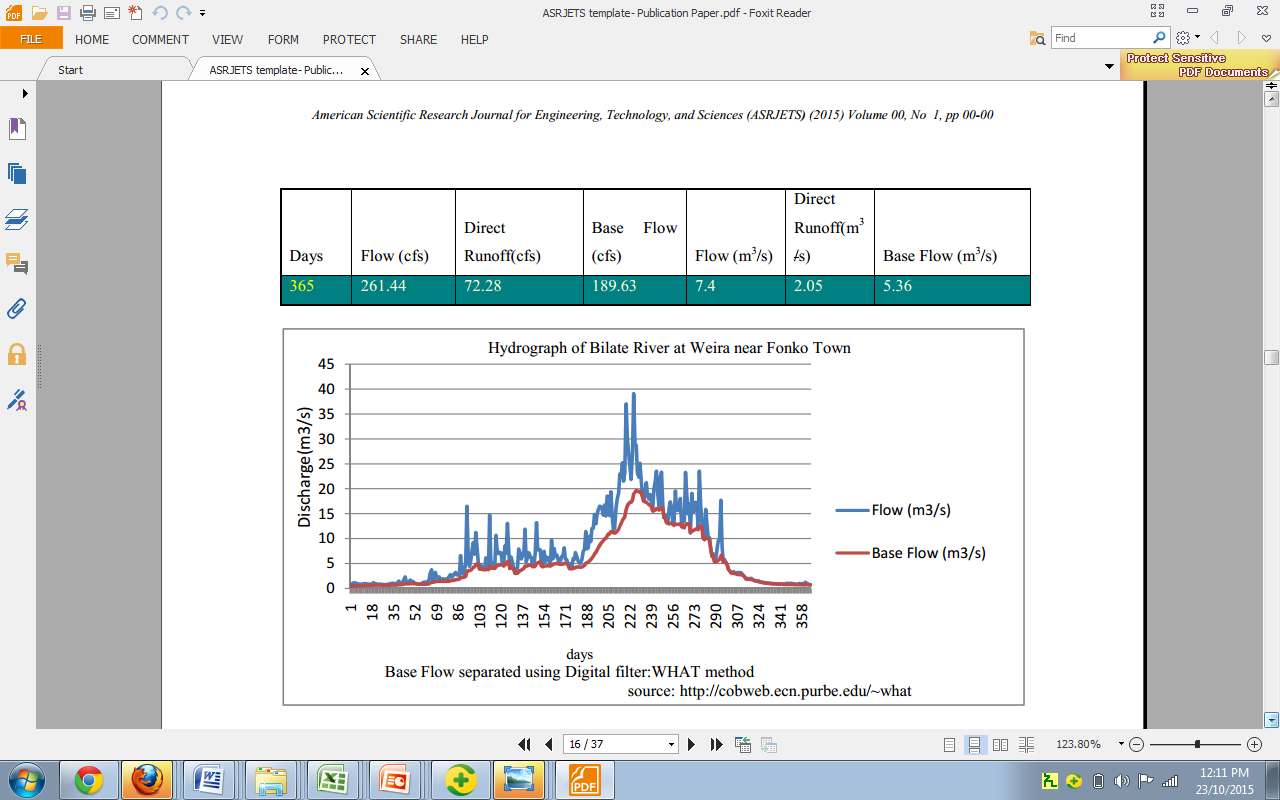 ASRJETS template- Publication Paper.pdf - Foxit Reader
FILE HOME COMMENT VIEW FORM PROTECT SHARE HELP
Find
Start
ASRJETS template- Public...
Protect Sensitive
PDF Documents
American Scientific Research Journal for Engineering, Technology, and Sciences (ASRJETS) (2015) Volume 00, No 1, pp 00-00
Days
Flow (cfs)
Direct
Runoff(cfs)
Base Flow
(cfs)
Flow (m3/s)
Direct
Runoff(m3
/s)
Base Flow (m3/s)
365 261.44 72.28 189.63 7.4 2.05 5.36
Hydrograph of Bilate River at Weira near Fonko Town
Discharge(m3/s)
45
40
35
30
25
20
15
10
5
0
1 18 35 52 69 86 103 120 137 154 171 188 205 222 239 256 273 290 307 324 341 358
days
Flow (m3/s)
Base Flow (m3/s)
Base Flow separated using Digital filter:WHAT method
source: http://cobweb.ecn.purbe.edu/~what
16 / 37
123.80%
PDF
12:11 PM
23/10/2015